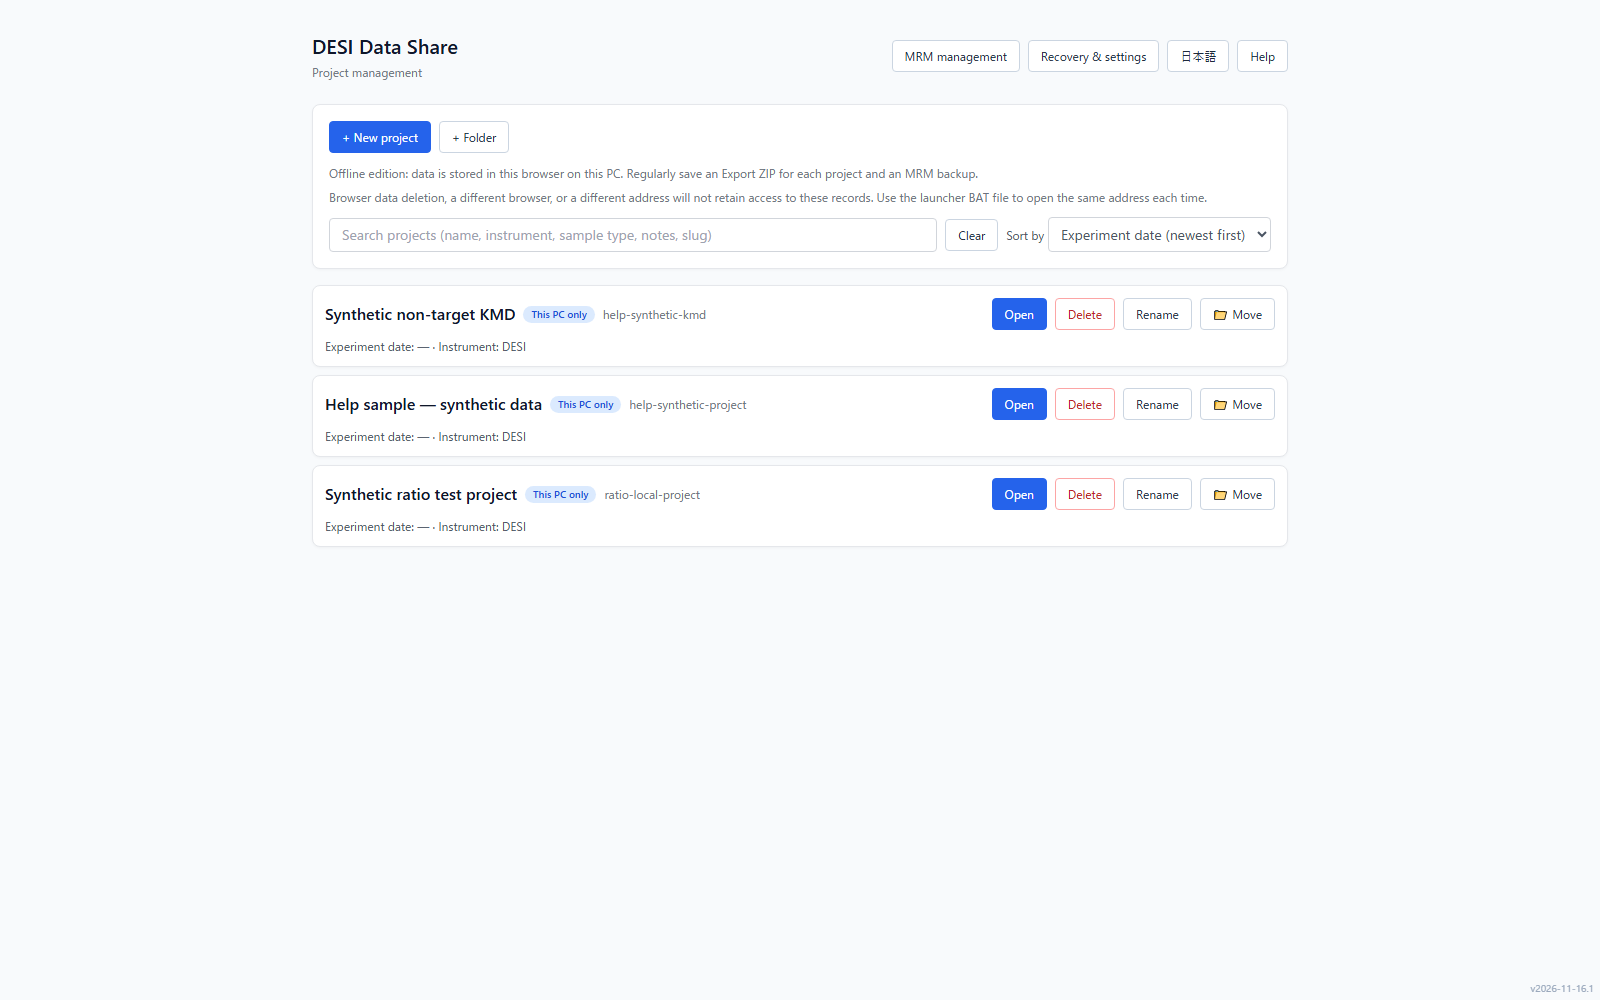 DESI Data Share
Project management
MRM management
Recovery & settings
日本語
Help
+ New project
+ Folder
Offline edition: data is stored in this browser on this PC. Regularly save an Export ZIP for each project and an MRM backup.
Browser data deletion, a different browser, or a different address will not retain access to these records. Use the launcher BAT file to open the same address each time.
Search projects (name, instrument, sample type, notes, slug)
Clear
Sort by
Experiment date (newest first)
Synthetic non-target KMD This PC only help-synthetic-kmd
Open
Delete
Rename
Move
Experiment date: — · Instrument: DESI
Help sample — synthetic data This PC only help-synthetic-project
Open
Delete
Rename
Move
Experiment date: — · Instrument: DESI
Synthetic ratio test project This PC only ratio-local-project
Open
Delete
Rename
Move
Experiment date: — · Instrument: DESI
v2026-11-16.1